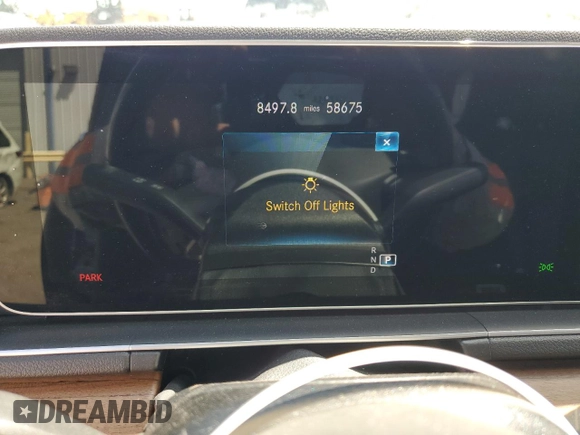 8497.8 miles 58675
Switch Off Lights
R
N P
D
PARK
DREAMBID